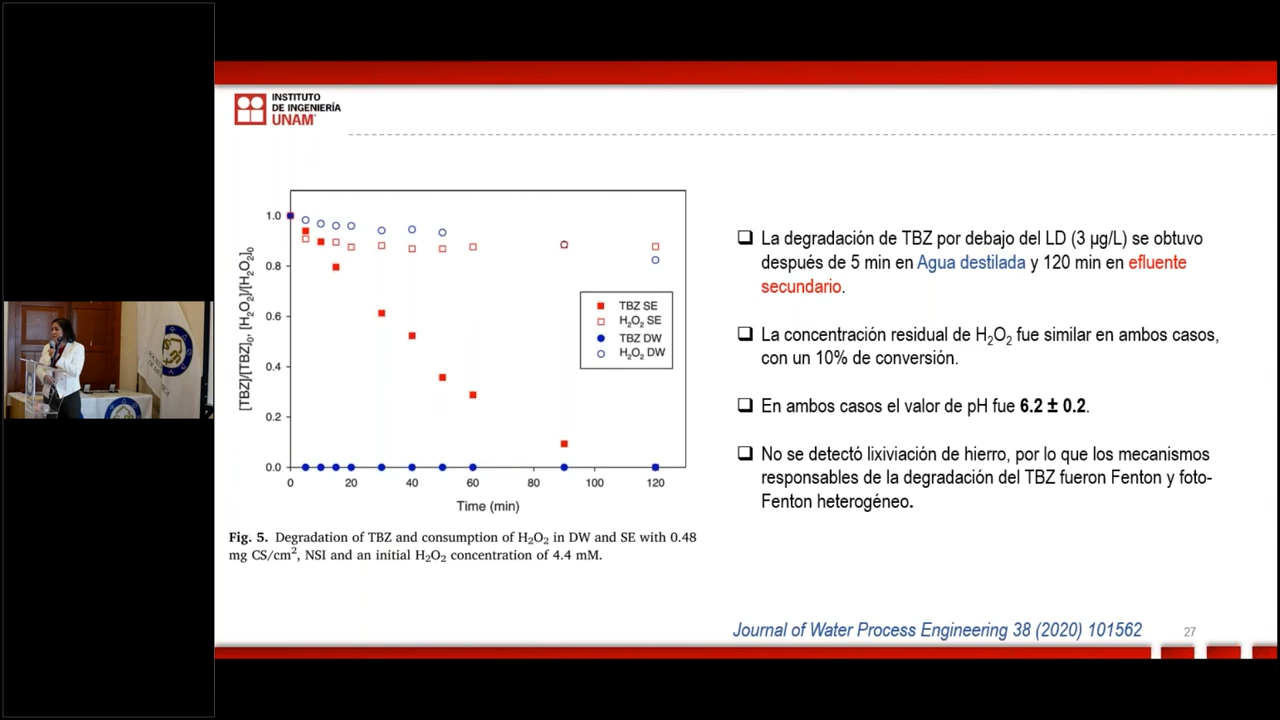 INSTITUTO
DE INGENIERÍA
UNAM
1.0
0.8
0.6
0.4
0.2
0.0
[TBZ]/[TBZ]₀, [H₂O₂]/[H₂O₂]₀
TBZ SE
H₂O₂ SE
TBZ DW
H₂O₂ DW
0 20 40 60 80 100 120
Time (min)
Fig. 5. Degradation of TBZ and consumption of H₂O₂ in DW and SE with 0.48
mg CS/cm², NSI and an initial H₂O₂ concentration of 4.4 mM.
La degradación de TBZ por debajo del LD (3 µg/L) se obtuvo
después de 5 min en Agua destilada y 120 min en efluente
secundario.
La concentración residual de H₂O₂ fue similar en ambos casos,
con un 10% de conversión.
En ambos casos el valor de pH fue 6.2 ± 0.2.
No se detectó lixiviación de hierro, por lo que los mecanismos
responsables de la degradación del TBZ fueron Fenton y foto-
Fenton heterogéneo.
Journal of Water Process Engineering 38 (2020) 101562
27